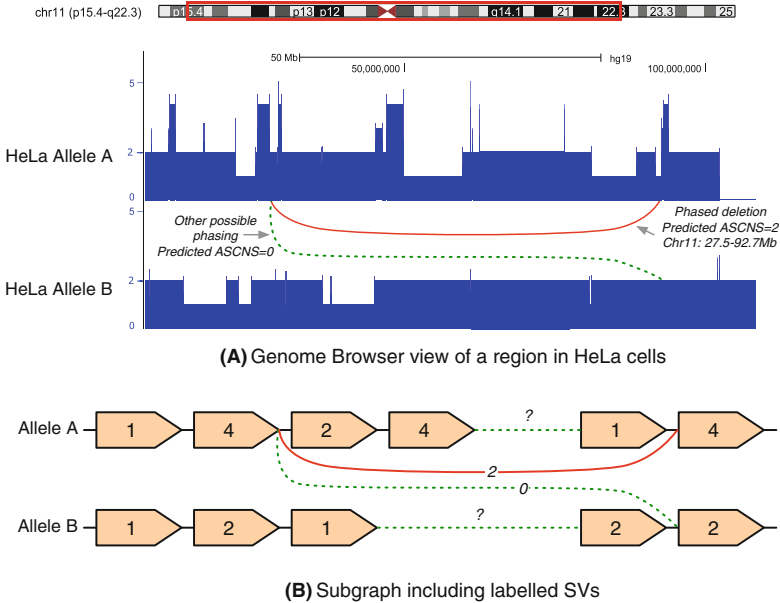 chr11 (p15.4-q22.3)
p15.4 p13 p12 q14.1 21 22.3 23.3 25
50 Mb hg19
50,000,000 100,000,000
5
HeLa Allele A
2
0
5
Other possible
phasing
Predicted ASCNS=0
Phased deletion
Predicted ASCNS=2
Chr11: 27.5-92.7Mb
HeLa Allele B
2
0
(A) Genome Browser view of a region in HeLa cells
Allele A 1 4 2 4 ? 1 4
2
0
Allele B 1 2 1 ? 2 2
(B) Subgraph including labelled SVs